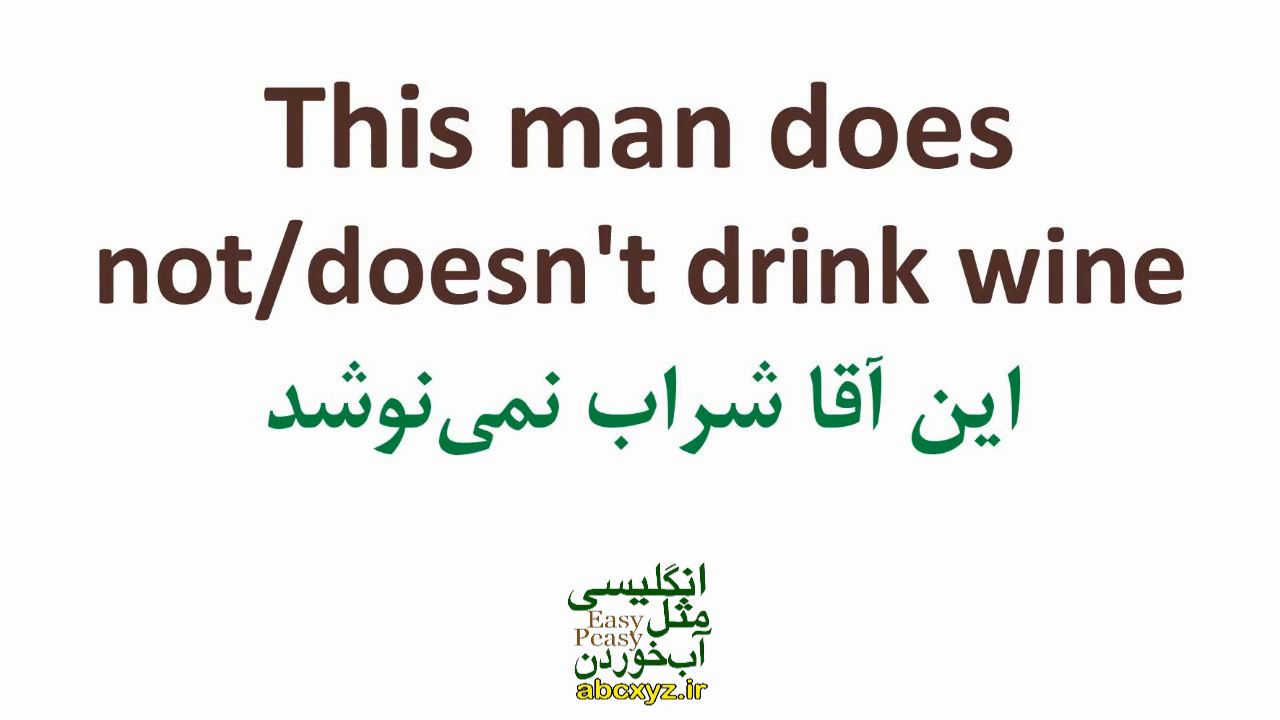 This man does
not/doesn't drink wine
این آقا شراب نمی‌نوشد
انگلیسی
مثل
Easy
Peasy
آب‌خوردن
abcxyz.ir